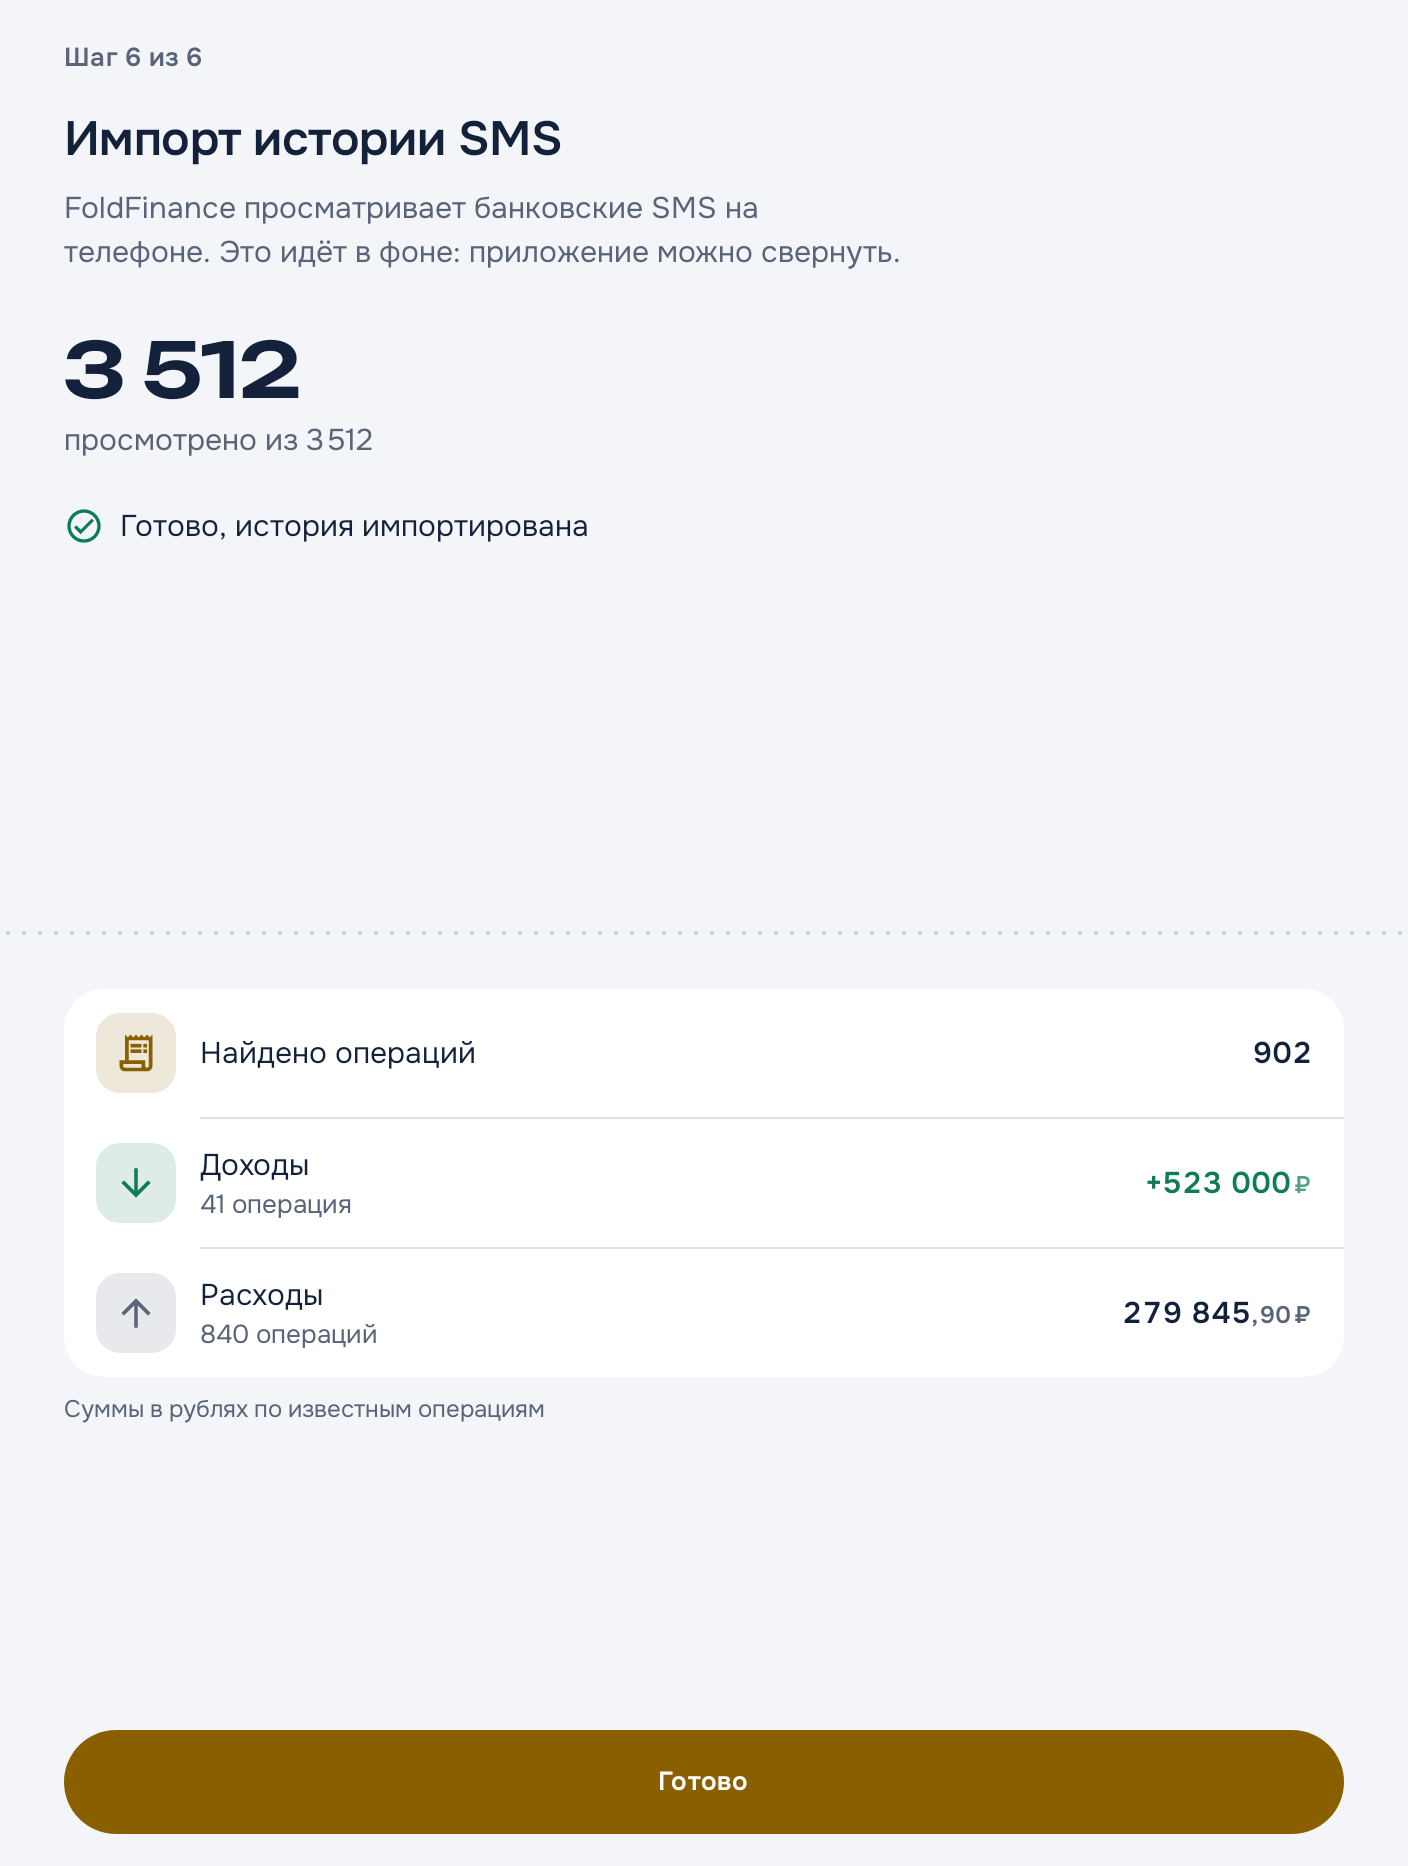 Шаг 6 из 6
Импорт истории SMS
FoldFinance просматривает банковские SMS на
телефоне. Это идёт в фоне: приложение можно свернуть.
3 512
просмотрено из 3 512
Готово, история импортирована
Найдено операций 902
Доходы
41 операция
+523 000 ₽
Расходы
840 операций
279 845,90 ₽
Суммы в рублях по известным операциям
Готово